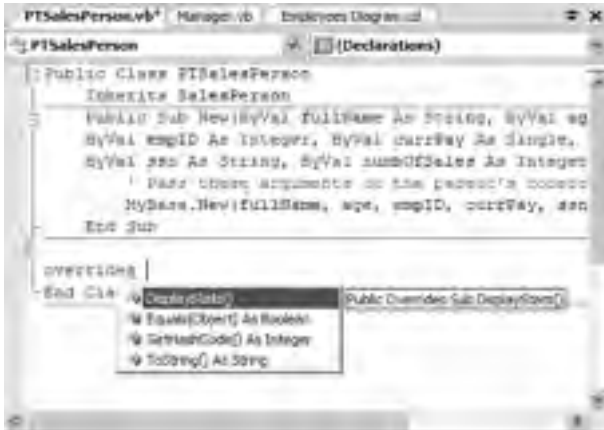 PTSalesPerson.vb* Manager.vb Employees Diagram.cd
PTSalesPerson (Declarations)
Public Class PTSalesPerson
Inherits SalesPerson
Public Sub New(ByVal fullName As String, ByVal ag
ByVal empID As Integer, ByVal currPay As Single,
ByVal ssn As String, ByVal numbOfSales As Integer
' Pass these arguments to the parent's constr
MyBase.New(fullName, age, empID, currPay, ssn
End Sub
overrides
End Cla
DisplayStats() Public Overrides Sub DisplayStats()
Equals(Object) As Boolean
GetHashCode() As Integer
ToString() As String